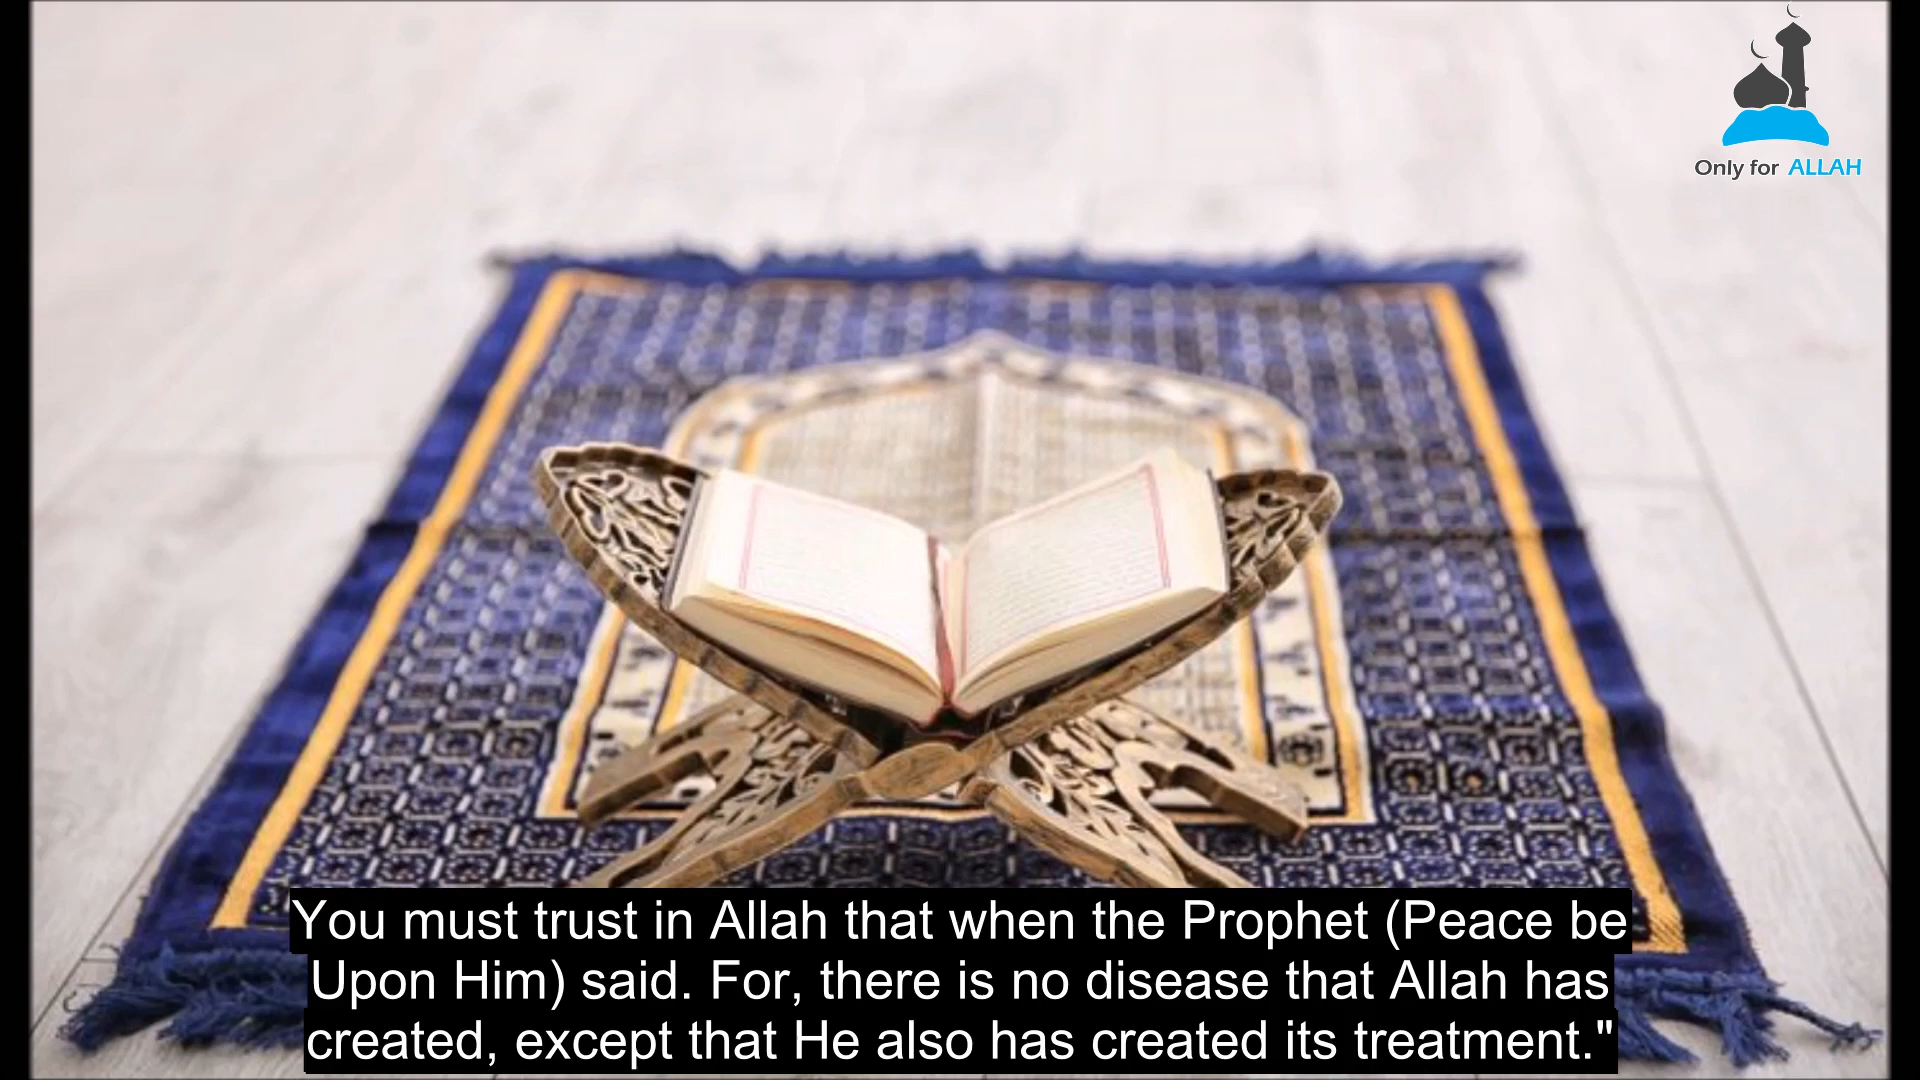 Only for ALLAH
You must trust in Allah that when the Prophet (Peace be
Upon Him) said. For, there is no disease that Allah has
created, except that He also has created its treatment."